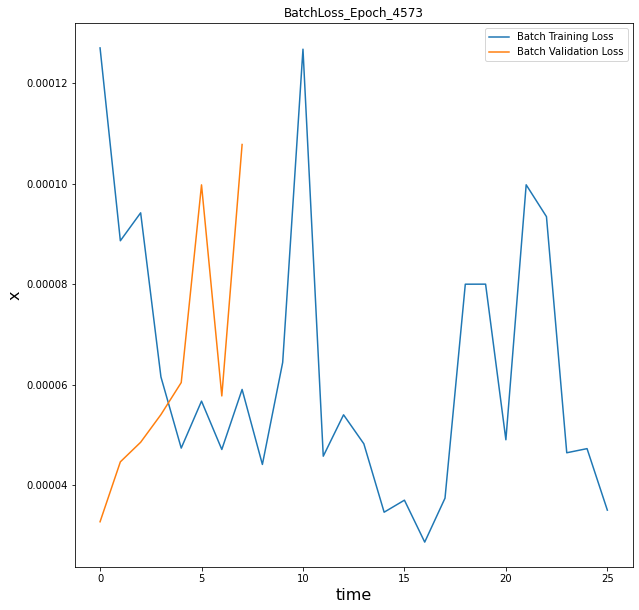 BatchLoss_Epoch_4573
Batch Training Loss
Batch Validation Loss
0.00012
0.00010
0.00008
0.00006
0.00004
x
0 5 10 15 20 25
time